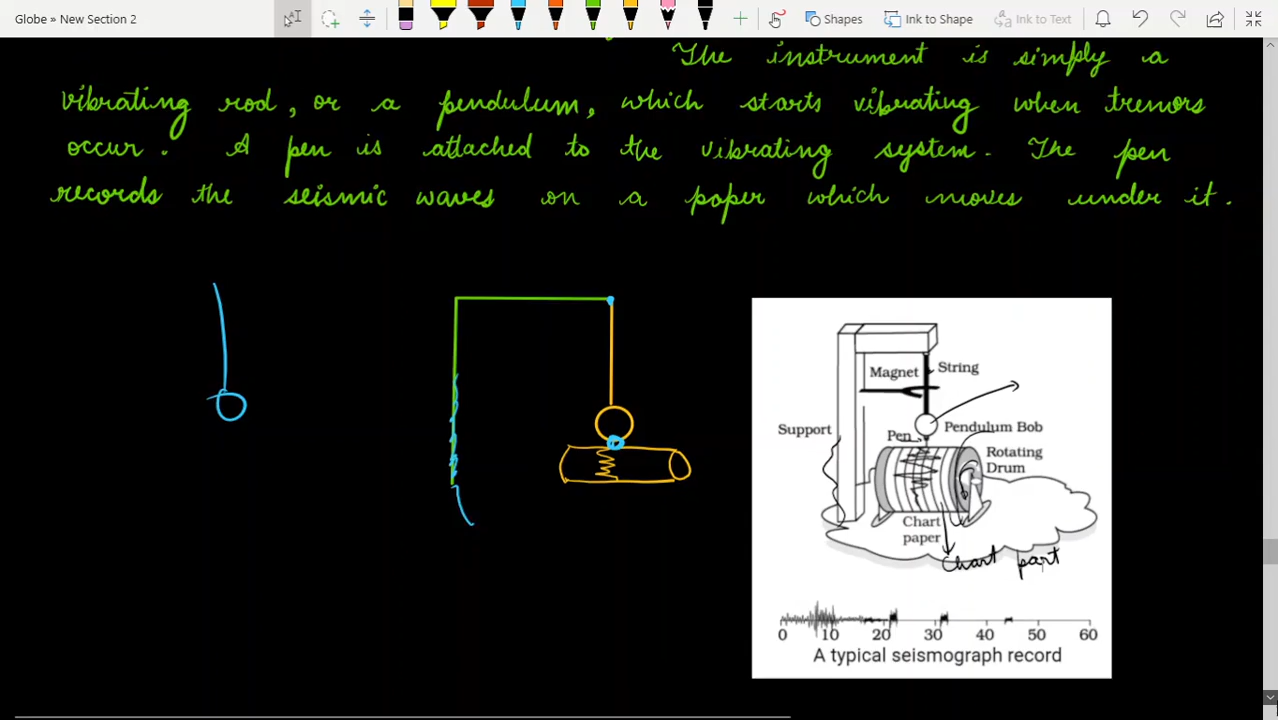 Globe » New Section 2
Shapes
Ink to Shape
Ink to Text
The instrument is simply a
vibrating rod, or a pendulum, which starts vibrating when tremors
occur. A pen is attached to the vibrating system. The pen
records the seismic waves on a paper which moves under it.
Magnet
String
Support
Pen
Pendulum Bob
Rotating
Drum
Chart
paper
Chart part
0 10 20 30 40 50 60
A typical seismograph record